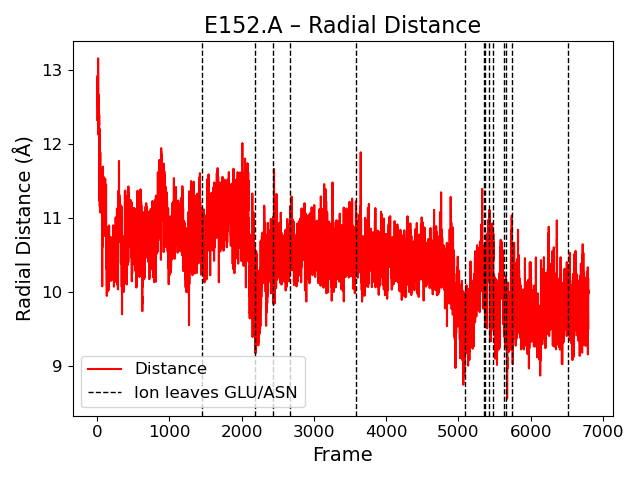 E152.A – Radial Distance
Radial Distance (Å)
13
12
11
10
9
Distance
Ion leaves GLU/ASN
0 1000 2000 3000 4000 5000 6000 7000
Frame